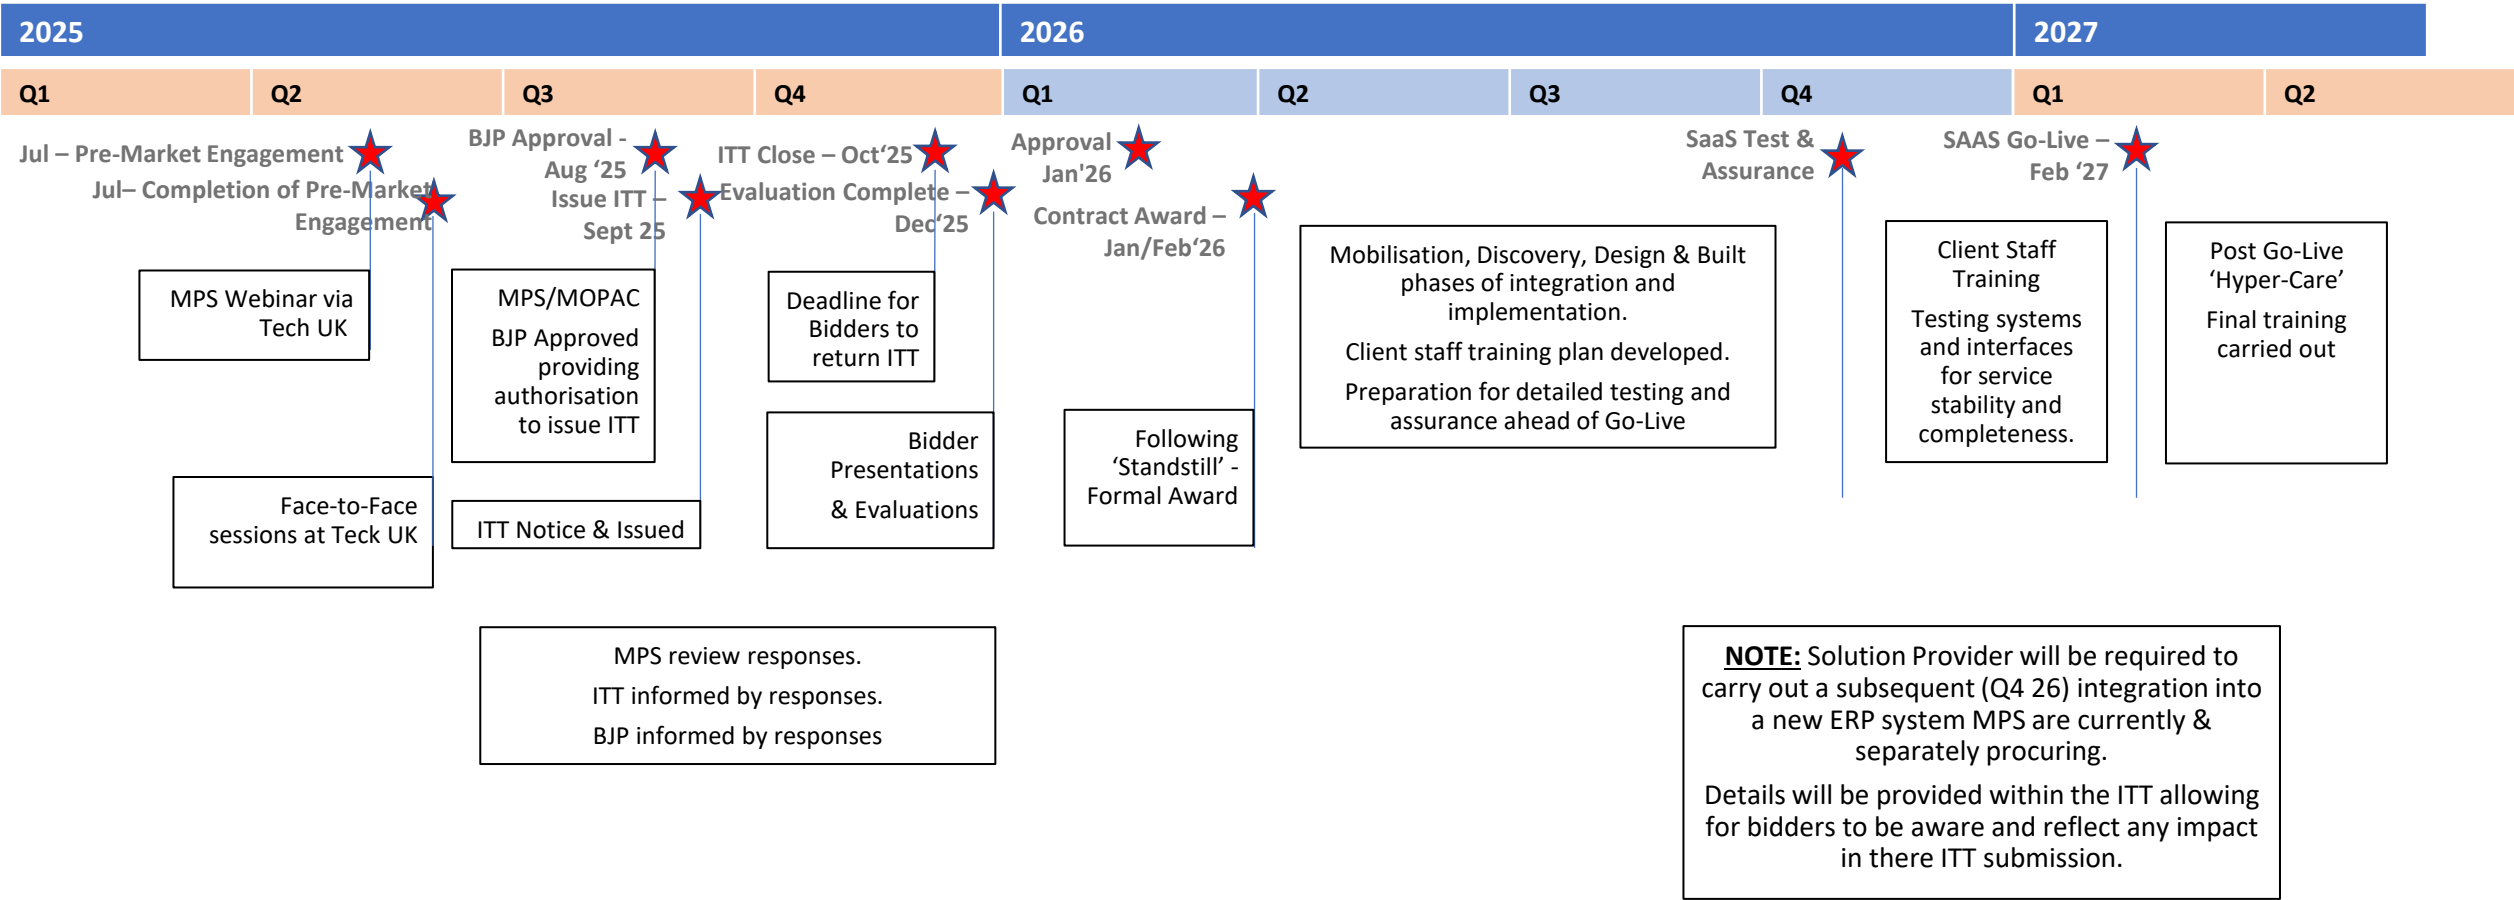 2025
2026
2027
Q1
Q2
Q3
Q4
Q1
Q2
Q3
Q4
Q1
Q2
Jul – Pre-Market Engagement
Jul– Completion of Pre-Market
Engagement
BJP Approval -
Aug ‘25
Issue ITT –
Sept 25
ITT Close – Oct‘25
Evaluation Complete –
Dec‘25
Approval
Jan'26
Contract Award –
Jan/Feb‘26
SaaS Test &
Assurance
SAAS Go-Live –
Feb ‘27
MPS Webinar via
Tech UK
Face-to-Face
sessions at Teck UK
MPS/MOPAC
BJP Approved
providing
authorisation
to issue ITT
ITT Notice & Issued
Deadline for
Bidders to
return ITT
Bidder
Presentations
& Evaluations
Following
‘Standstill’ -
Formal Award
Mobilisation, Discovery, Design & Built
phases of integration and
implementation.
Client staff training plan developed.
Preparation for detailed testing and
assurance ahead of Go-Live
Client Staff
Training
Testing systems
and interfaces
for service
stability and
completeness.
Post Go-Live
‘Hyper-Care’
Final training
carried out
MPS review responses.
ITT informed by responses.
BJP informed by responses
NOTE: Solution Provider will be required to
carry out a subsequent (Q4 26) integration into
a new ERP system MPS are currently &
separately procuring.
Details will be provided within the ITT allowing
for bidders to be aware and reflect any impact
in there ITT submission.